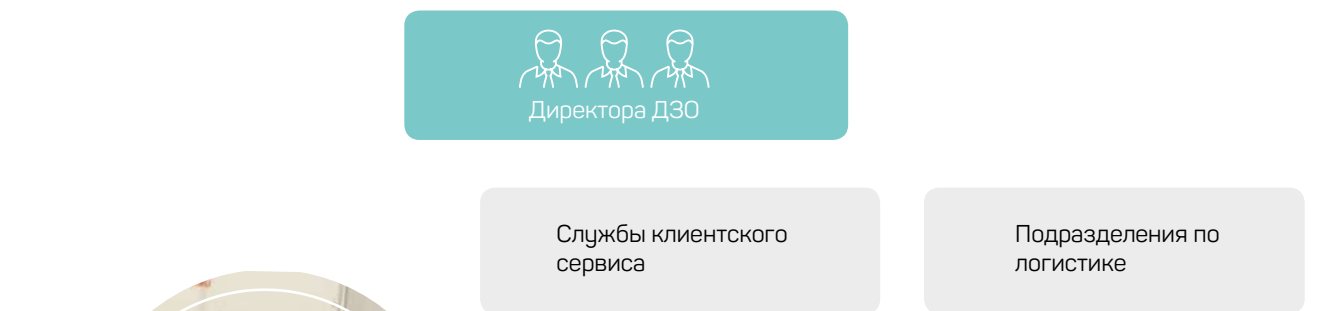 Директора ДЗО
Службы клиентского
сервиса
Подразделения по
логистике